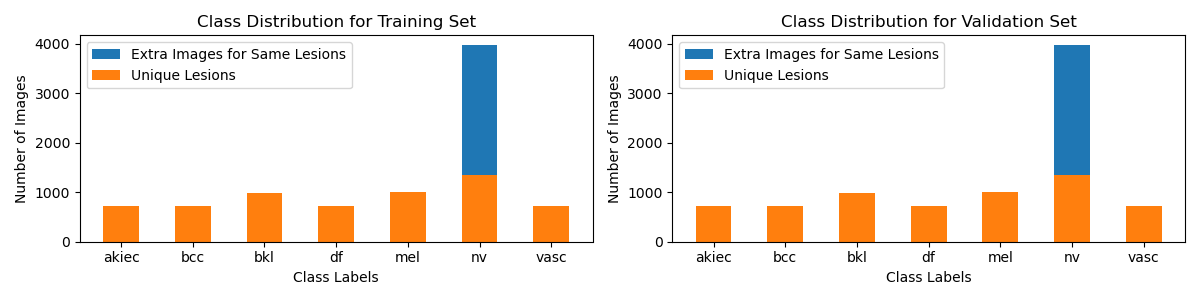 Class Distribution for Training Set
Number of Images
4000
3000
2000
1000
0
Extra Images for Same Lesions
Unique Lesions
akiec bcc bkl df mel nv vasc
Class Labels
Class Distribution for Validation Set
Number of Images
4000
3000
2000
1000
0
Extra Images for Same Lesions
Unique Lesions
akiec bcc bkl df mel nv vasc
Class Labels